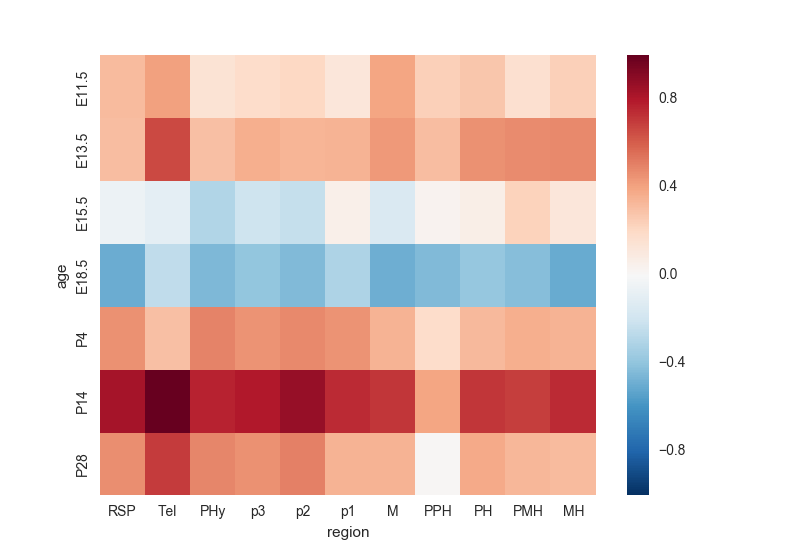 E11.5
E13.5
E15.5
E18.5
P4
P14
P28
age
RSP Tel PHy p3 p2 p1 M PPH PH PMH MH
region
0.8
0.4
0.0
−0.4
−0.8